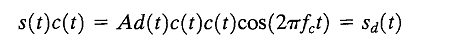 s(t)c(t) = Ad(t)c(t)c(t)cos(2πf_ct) = s_d(t)